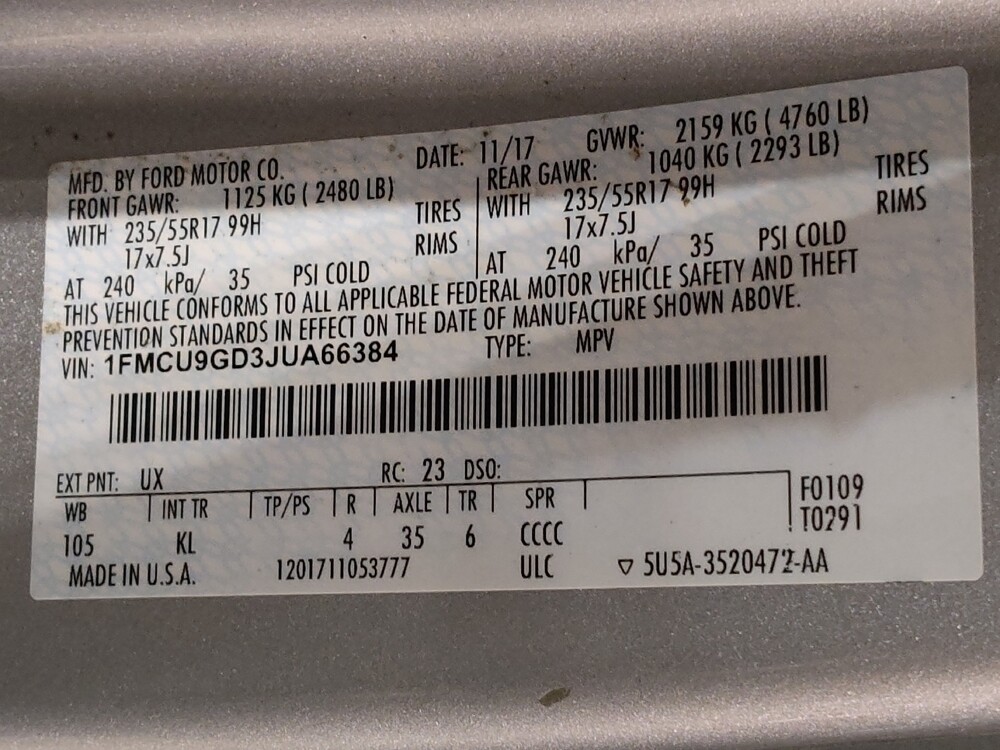 MFD. BY FORD MOTOR CO. DATE: 11/17 GVWR: 2159 KG ( 4760 LB)
FRONT GAWR: 1125 KG ( 2480 LB) REAR GAWR: 1040 KG ( 2293 LB)
WITH 235/55R17 99H TIRES WITH 235/55R17 99H TIRES
17x7.5J RIMS 17x7.5J RIMS
AT 240 kPa/ 35 PSI COLD AT 240 kPa/ 35 PSI COLD
THIS VEHICLE CONFORMS TO ALL APPLICABLE FEDERAL MOTOR VEHICLE SAFETY AND THEFT
PREVENTION STANDARDS IN EFFECT ON THE DATE OF MANUFACTURE SHOWN ABOVE.
VIN: 1FMCU9GD3JUA66384 TYPE: MPV
EXT PNT: UX RC: 23 DSO:
WB INT TR TP/PS R AXLE TR SPR F0109
T0291
105 KL 4 35 6 CCCC
MADE IN U.S.A. 1201711053777 ULC ▽ 5U5A-3520472-AA